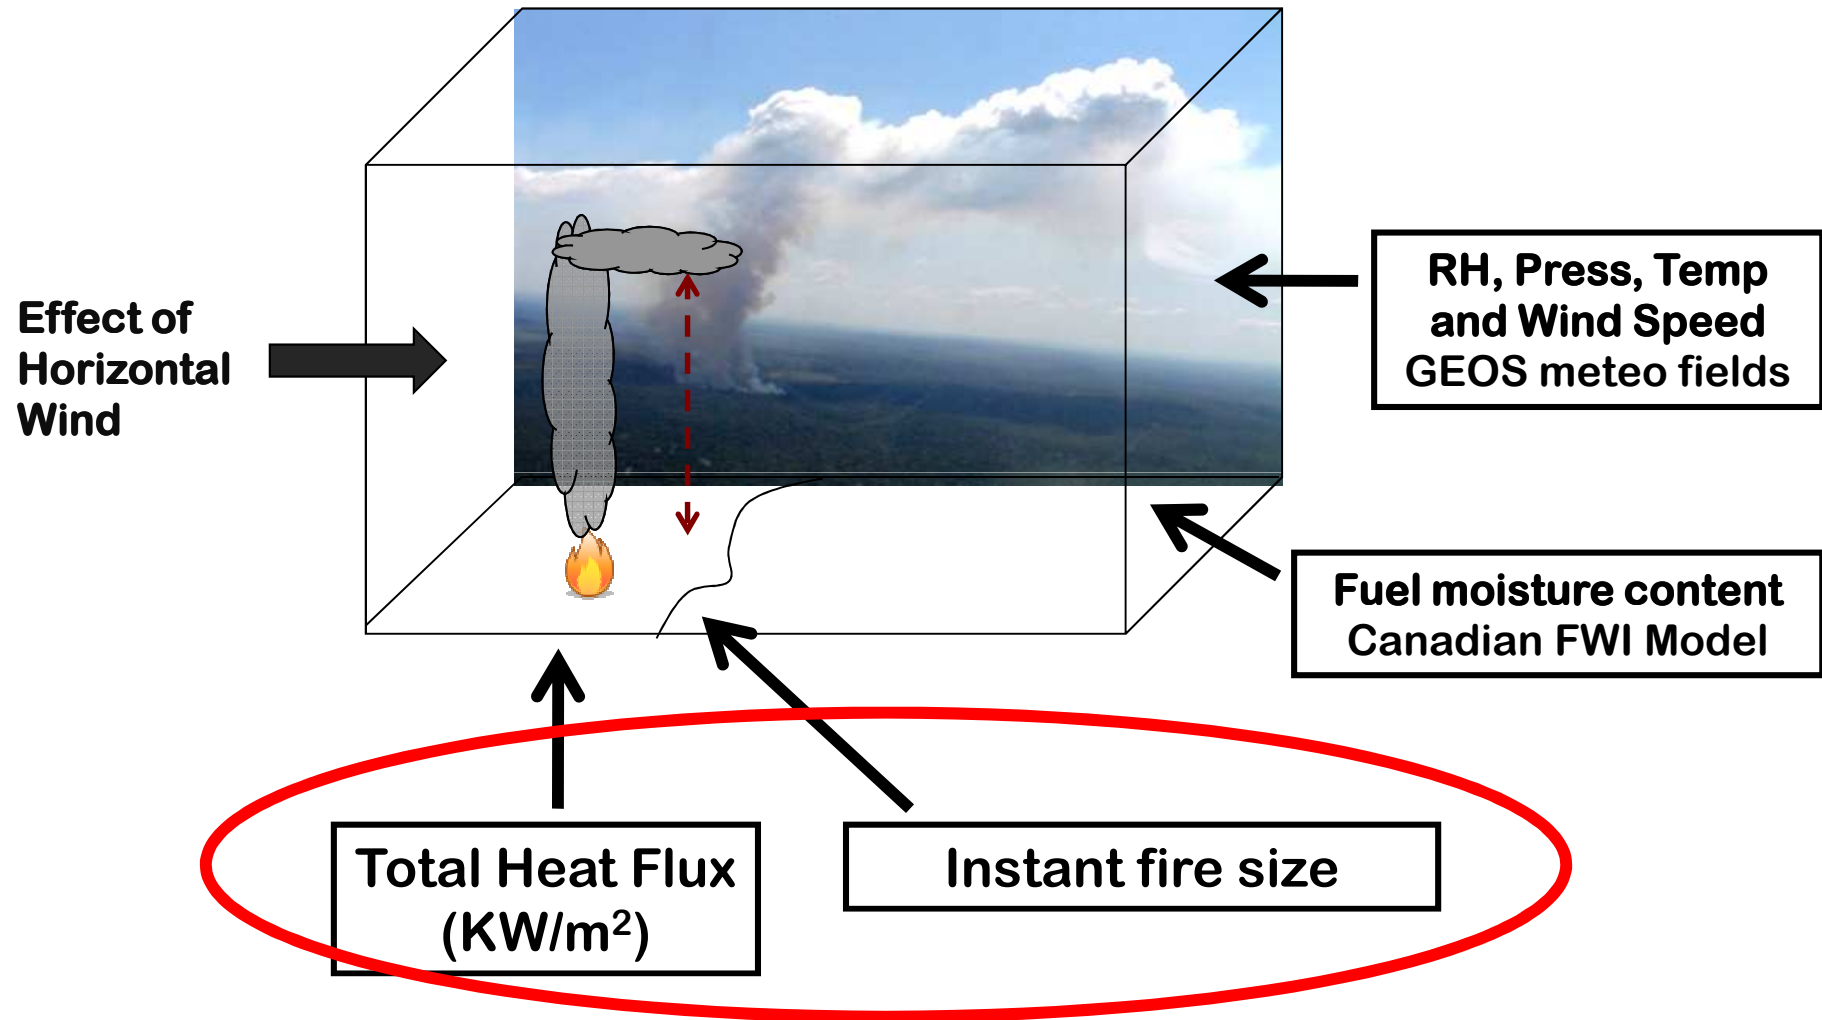 Effect of
Horizontal
Wind
RH, Press, Temp
and Wind Speed
GEOS meteo fields
Fuel moisture content
Canadian FWI Model
Total Heat Flux
(KW/m²)
Instant fire size